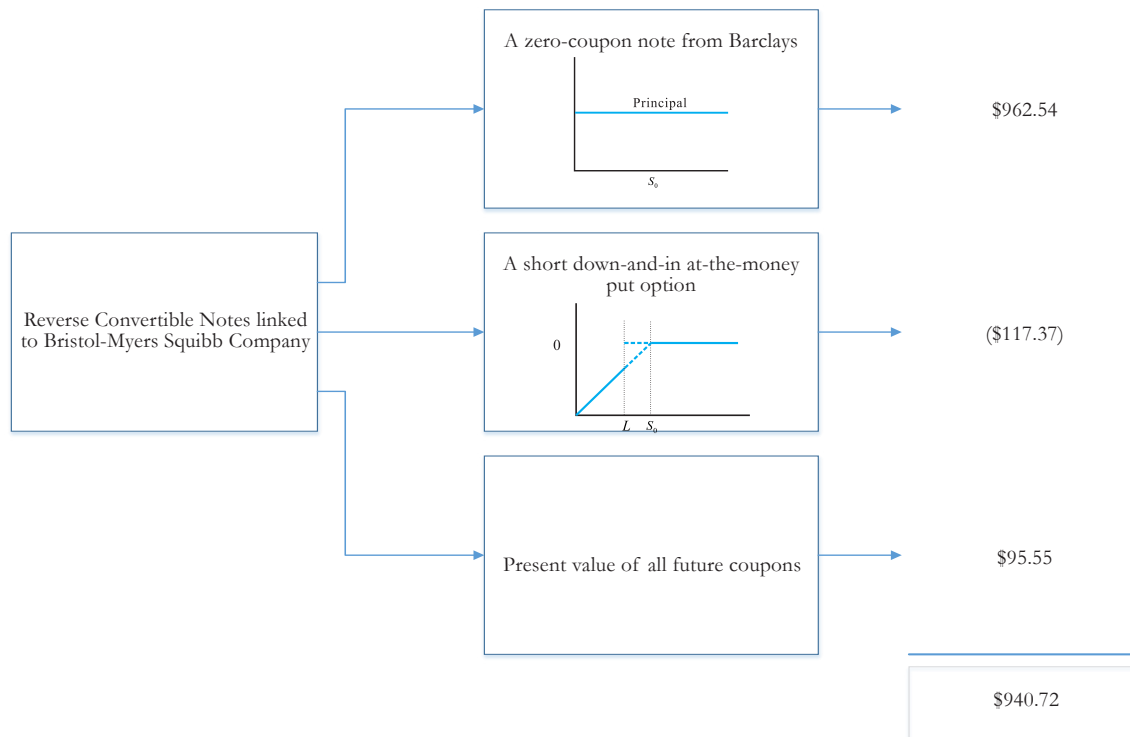 A zero-coupon note from Barclays
Principal
S₀
$962.54
Reverse Convertible Notes linked
to Bristol-Myers Squibb Company
A short down-and-in at-the-money
put option
0
L S₀
($117.37)
Present value of all future coupons
$95.55
$940.72